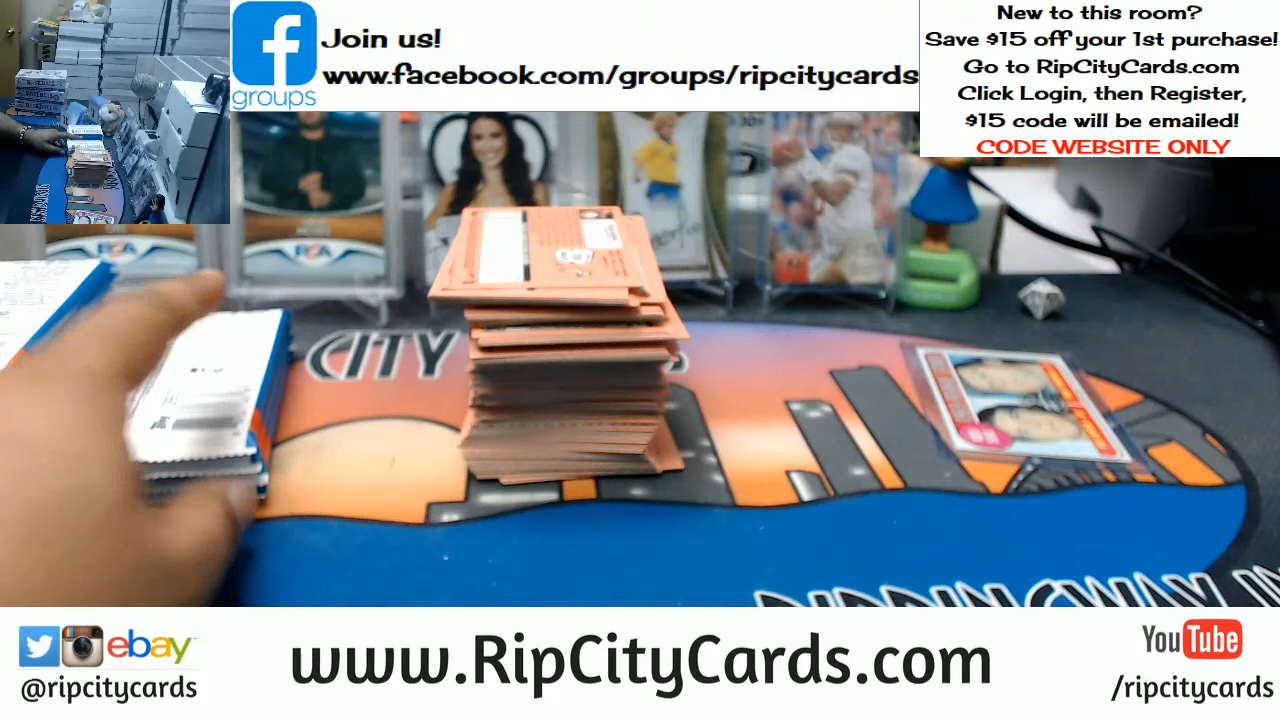 Join us!
www.facebook.com/groups/ripcitycards
groups
New to this room?
Save $15 off your 1st purchase!
Go to RipCityCards.com
Click Login, then Register,
$15 code will be emailed!
CODE WEBSITE ONLY
CITY
ebay
@ripcitycards
www.RipCityCards.com
YouTube
/ripcitycards